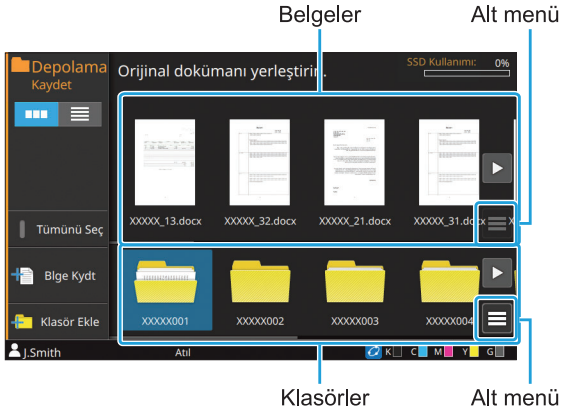 Belgeler
Alt menü
Depolama
Kaydet
Orijinal dokümanı yerleştirin.
SSD Kullanımı: 0%
XXXXX_13.docx
XXXXX_32.docx
XXXXX_21.docx
XXXXX_31.docx
X
Tümünü Seç
Blge Kydt
Klasör Ekle
XXXXX001
XXXXX002
XXXXX003
XXXXX004
J.Smith
Atıl
K C M Y G
Klasörler
Alt menü